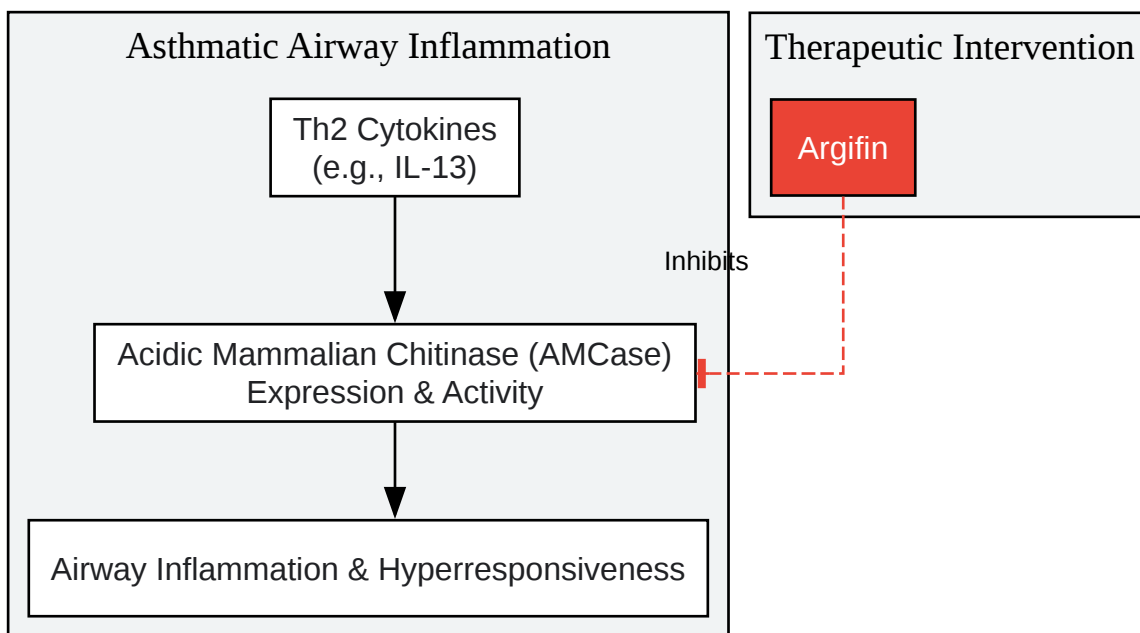 Asthmatic Airway Inflammation
Therapeutic Intervention
Th2 Cytokines
(e.g., IL-13)
Argifin
Inhibits
Acidic Mammalian Chitinase (AMCase)
Expression & Activity
Airway Inflammation & Hyperresponsiveness